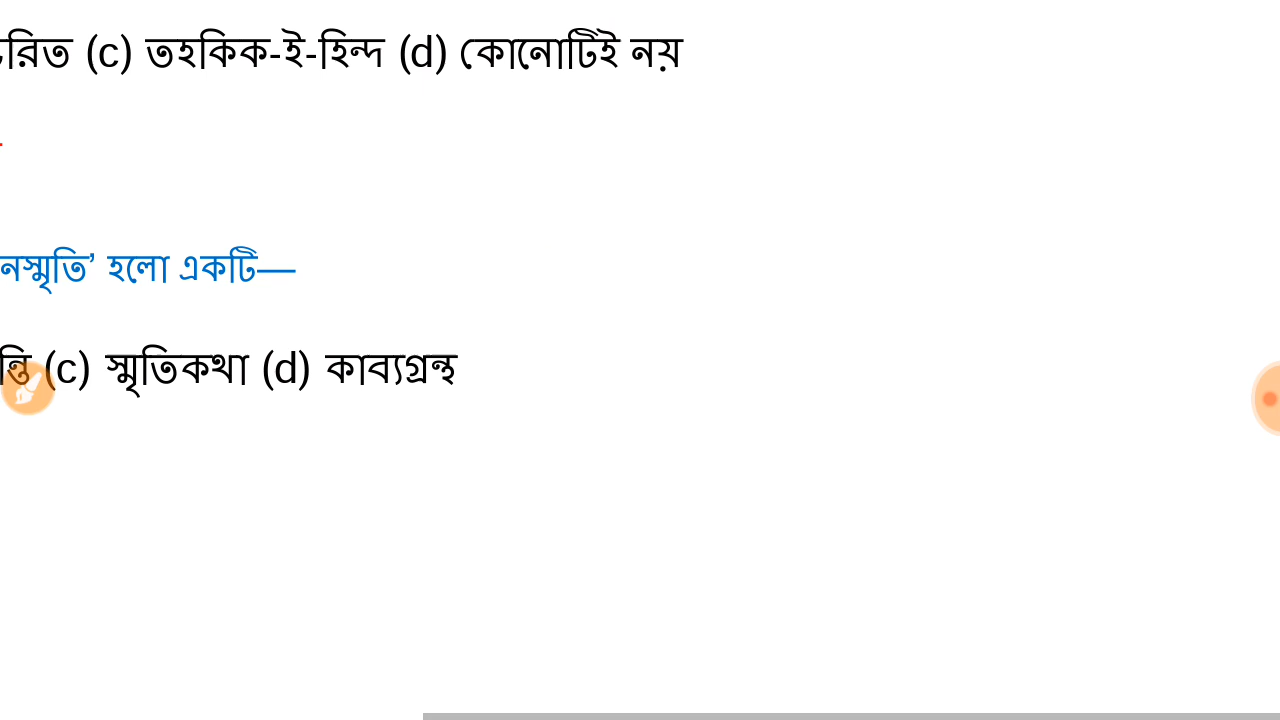 রিত (c) তহকিক-ই-হিন্দ (d) কোনোটিই নয়
নস্মৃতি’ হলো একটি—
ন্তি (c) স্মৃতিকথা (d) কাব্যগ্রন্থ